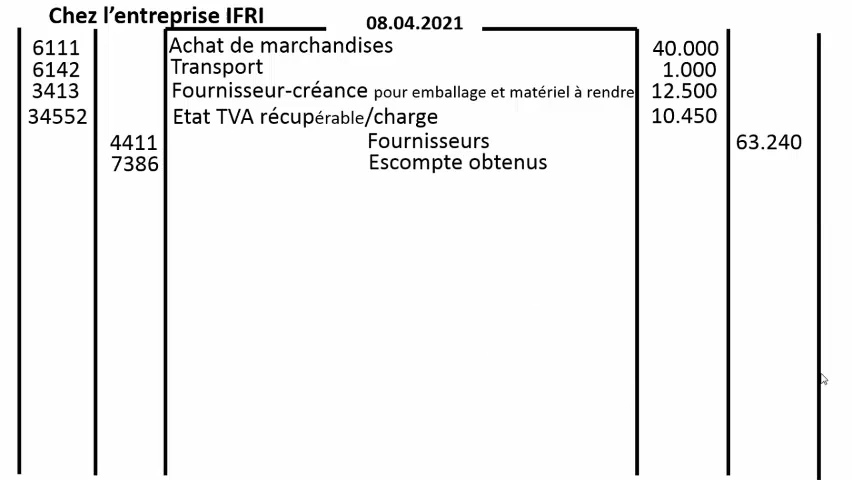 Chez l'entreprise IFRI
08.04.2021
6111 Achat de marchandises 40.000
6142 Transport 1.000
3413 Fournisseur-créance pour emballage et matériel à rendre 12.500
34552 Etat TVA récupérable/charge 10.450
4411 Fournisseurs 63.240
7386 Escompte obtenus